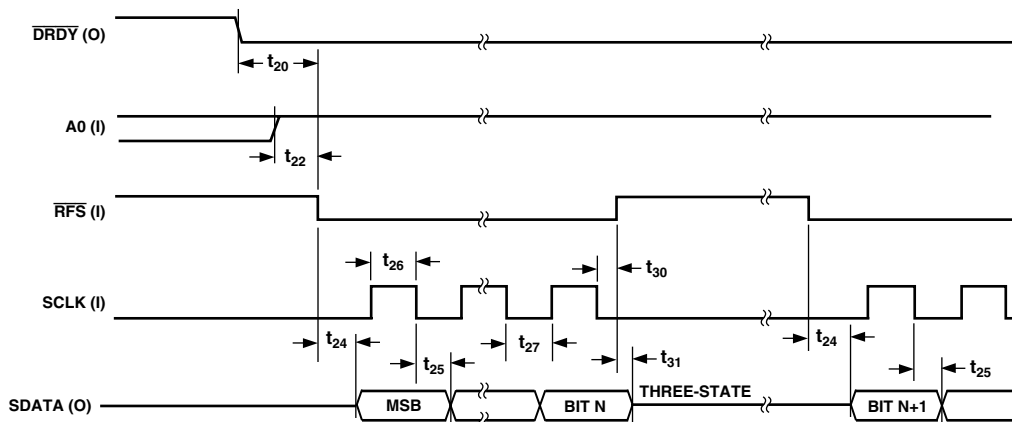 DRDY (O)
t20
A0 (I)
t22
RFS (I)
t26
t30
SCLK (I)
t24
t25
t27
t31
t24
t25
THREE-STATE
SDATA (O)
MSB
BIT N
BIT N+1